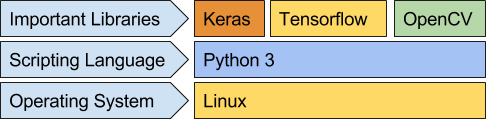 Important Libraries Keras Tensorflow OpenCV
Scripting Language Python 3
Operating System Linux